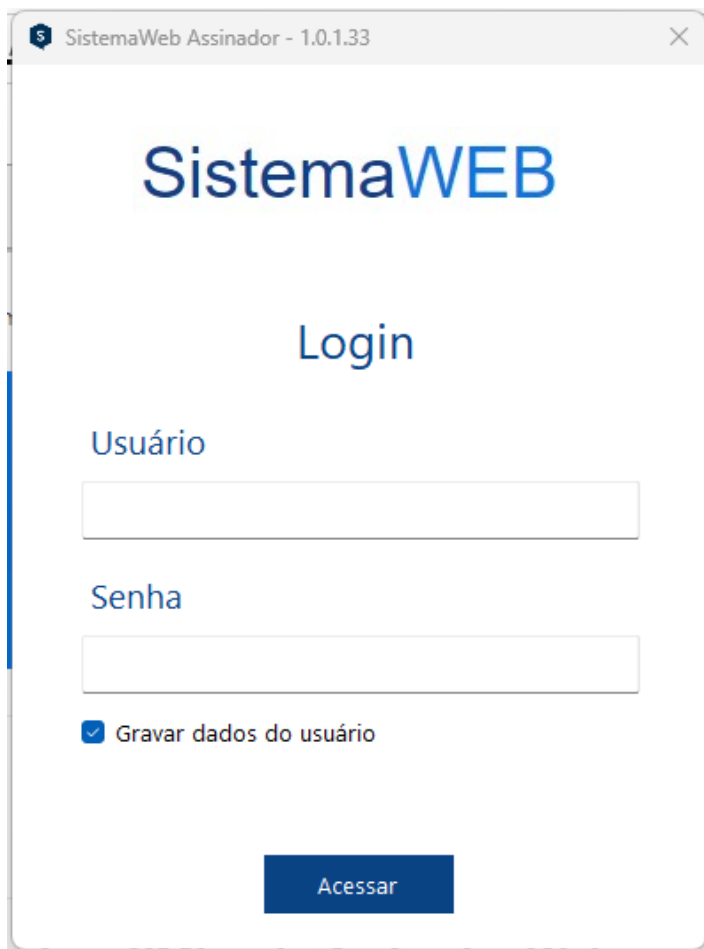 SistemaWeb Assinador - 1.0.1.33
SistemaWEB
Login
Usuário
Senha
Gravar dados do usuário
Acessar